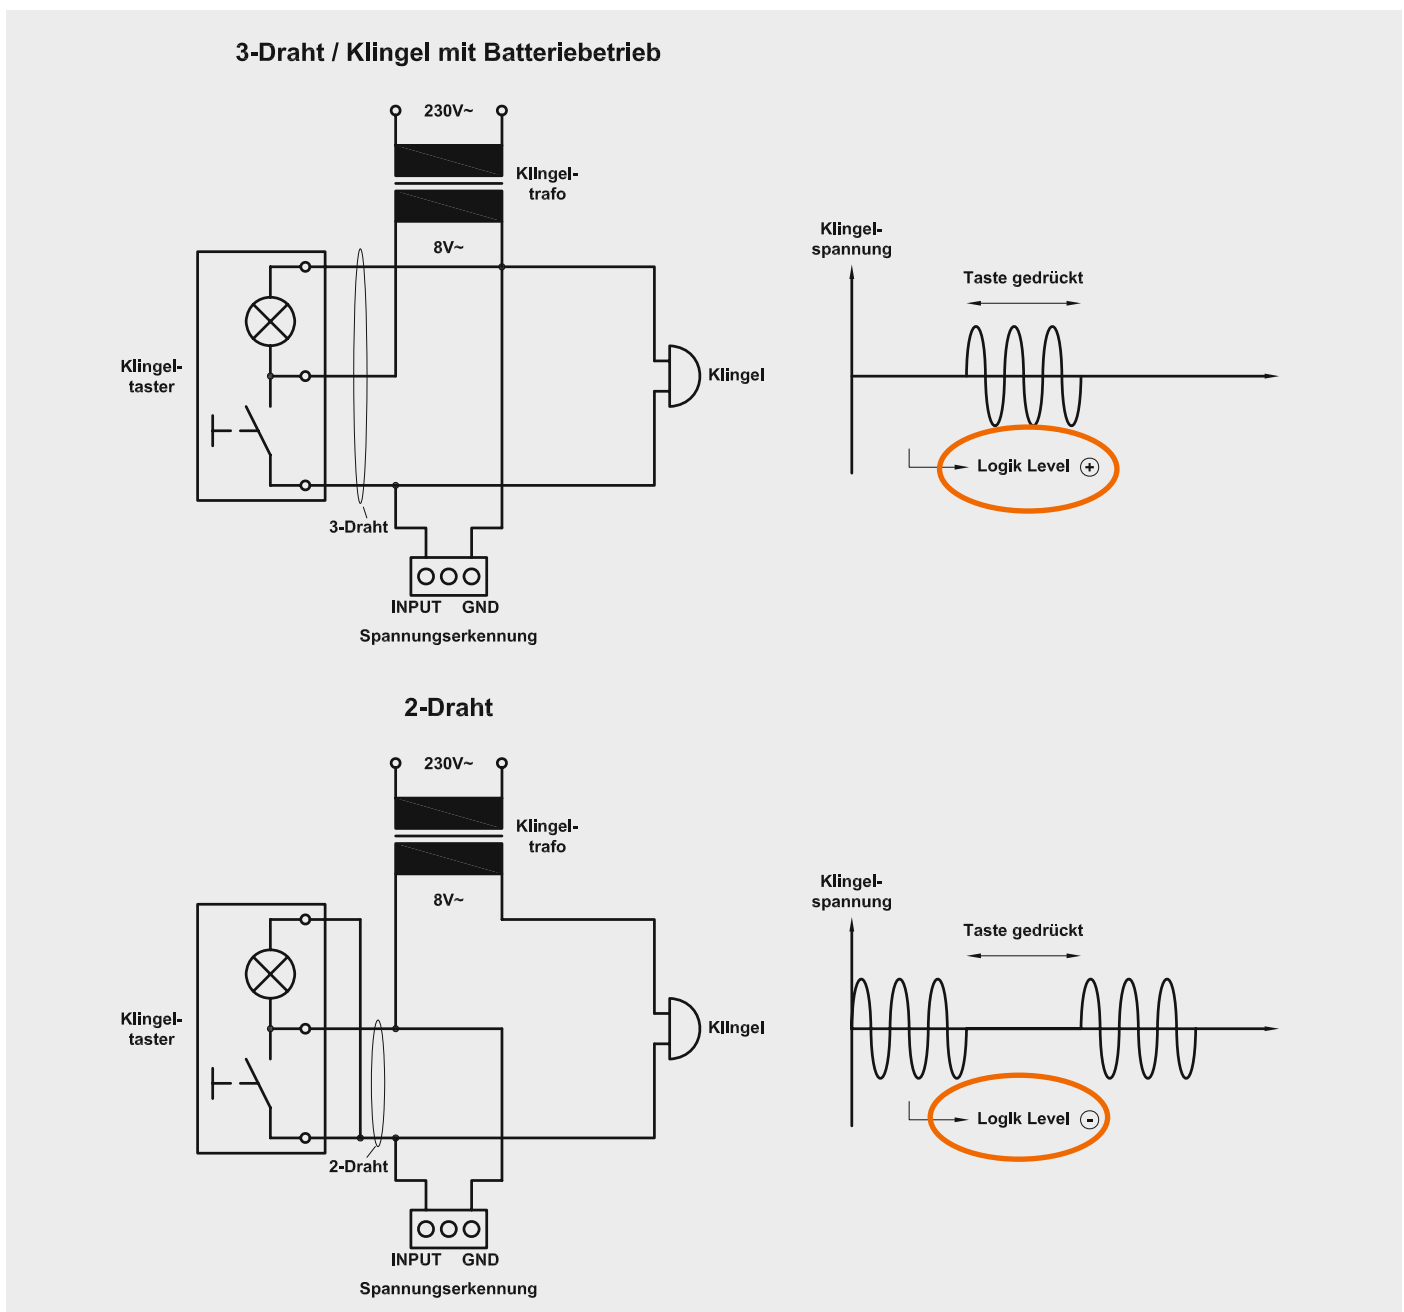 3-Draht / Klingel mit Batteriebetrieb
230V~
KlIngel-
trafo
8V~
Klingel-
taster
Klingel
3-Draht
INPUT GND
Spannungserkennung
Klingel-
spannung
Taste gedrückt
Logik Level +
2-Draht
230V~
Klingel-
trafo
8V~
Klingel-
taster
KlIngel
2-Draht
INPUT GND
Spannungserkennung
Klingel-
spannung
Taste gedrückt
LogIk Level -